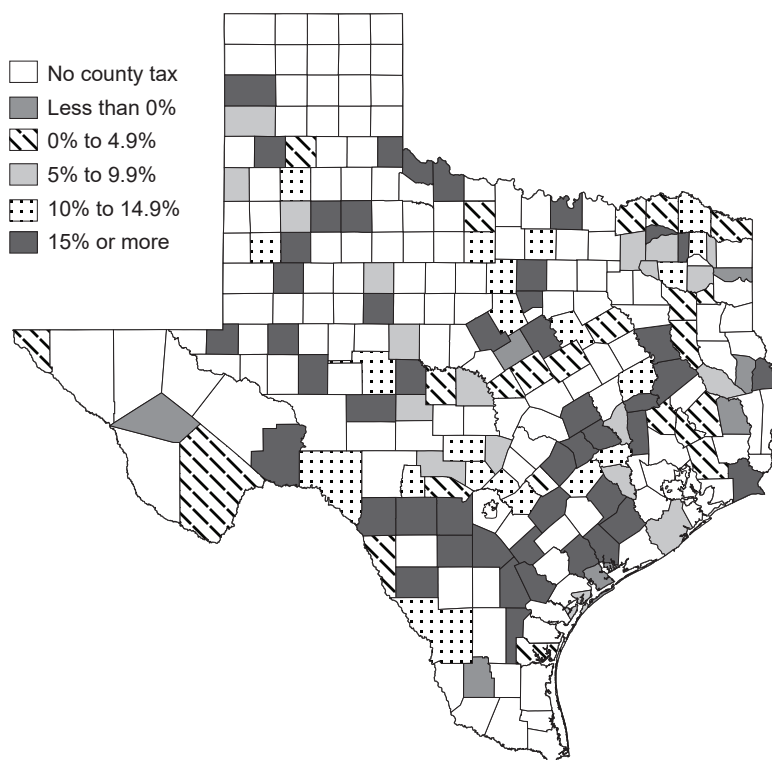 No county tax
Less than 0%
0% to 4.9%
5% to 9.9%
10% to 14.9%
15% or more